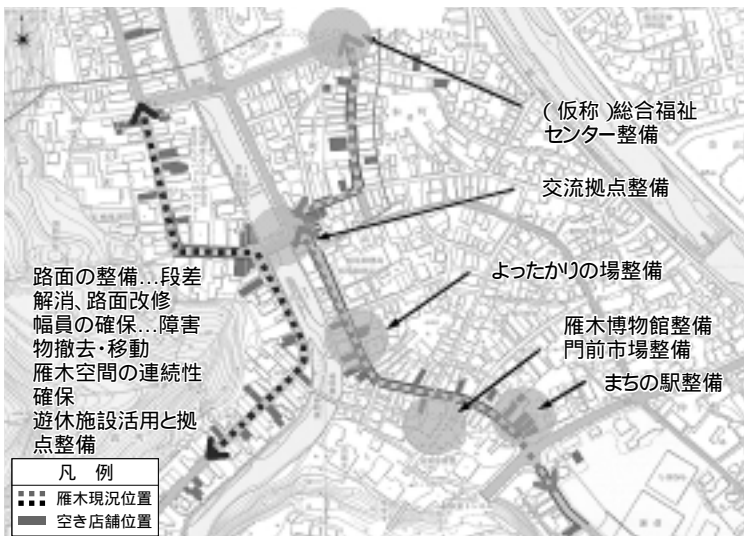 (仮称)総合福祉
センター整備
交流拠点整備
よったかりの場整備
雁木博物館整備
門前市場整備
まちの駅整備
路面の整備…段差
解消、路面改修
幅員の確保…障害
物撤去・移動
雁木空間の連続性
確保
遊休施設活用と拠
点整備
凡 例
雁木現況位置
空き店舗位置